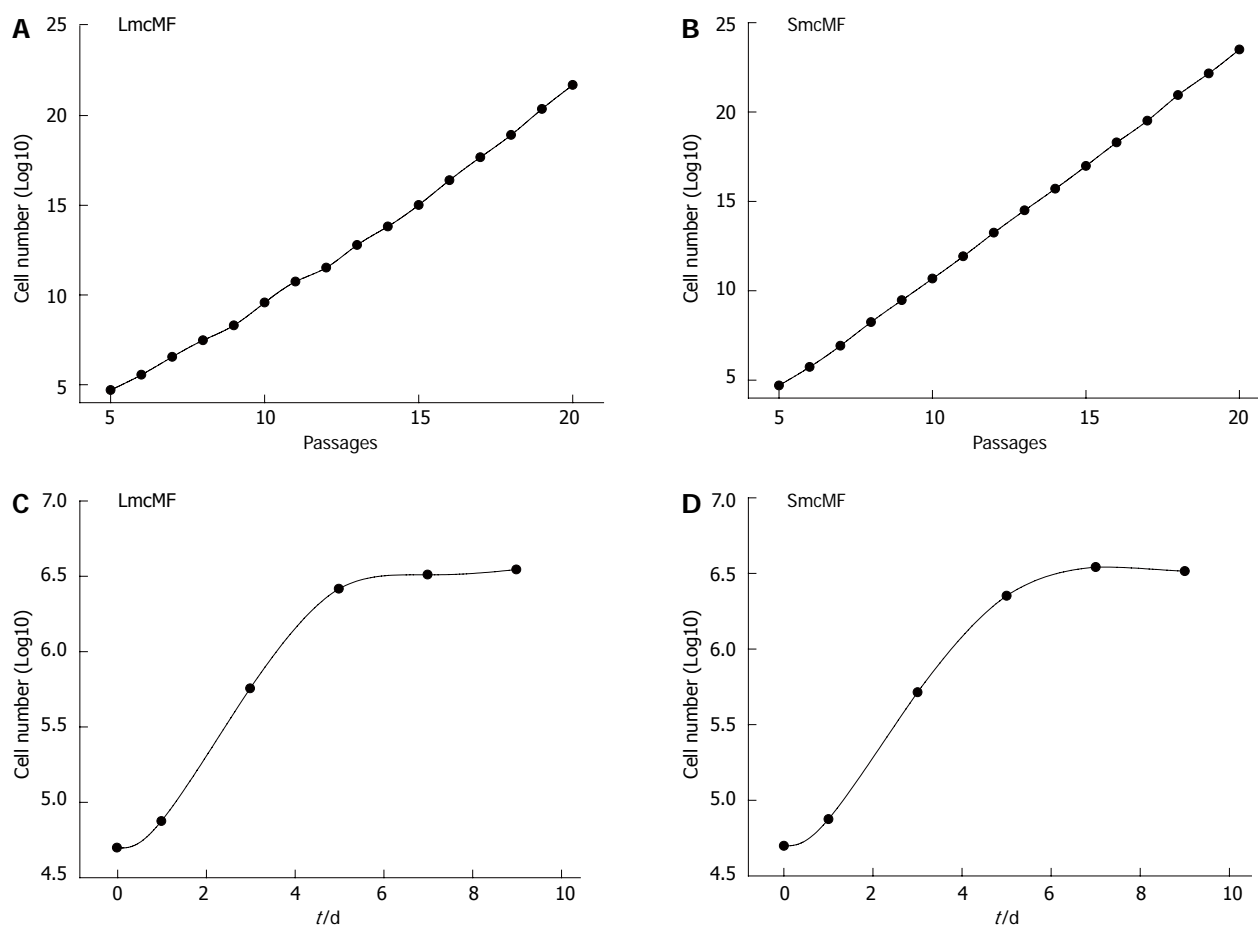 A LmcMF
25
20
15
10
5
Cell number (Log10)
5 10 15 20
Passages
B SmcMF
25
20
15
10
5
Cell number (Log10)
5 10 15 20
Passages
C LmcMF
7.0
6.5
6.0
5.5
5.0
4.5
Cell number (Log10)
0 2 4 6 8 10
t/d
D SmcMF
7.0
6.5
6.0
5.5
5.0
4.5
Cell number (Log10)
0 2 4 6 8 10
t/d